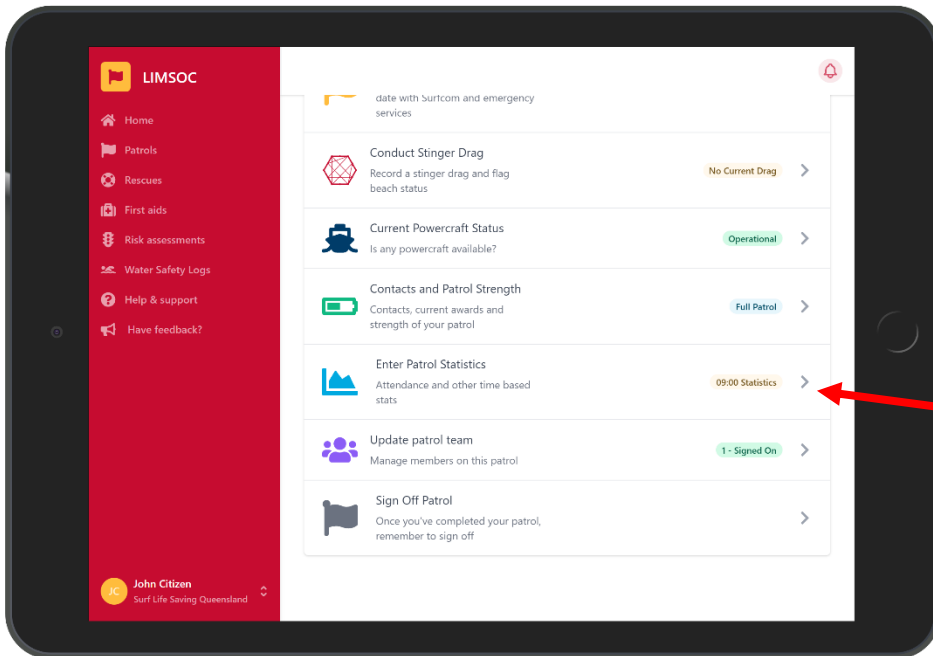 LIMSOC
Home
Patrols
Rescues
First aids
Risk assessments
Water Safety Logs
Help & support
Have feedback?
JC
John Citizen
Surf Life Saving Queensland
date with Surfcom and emergency
services
Conduct Stinger Drag
Record a stinger drag and flag
beach status
No Current Drag
Current Powercraft Status
Is any powercraft available?
Operational
Contacts and Patrol Strength
Contacts, current awards and
strength of your patrol
Full Patrol
Enter Patrol Statistics
Attendance and other time based
stats
09:00 Statistics
Update patrol team
Manage members on this patrol
1 - Signed On
Sign Off Patrol
Once you've completed your patrol,
remember to sign off